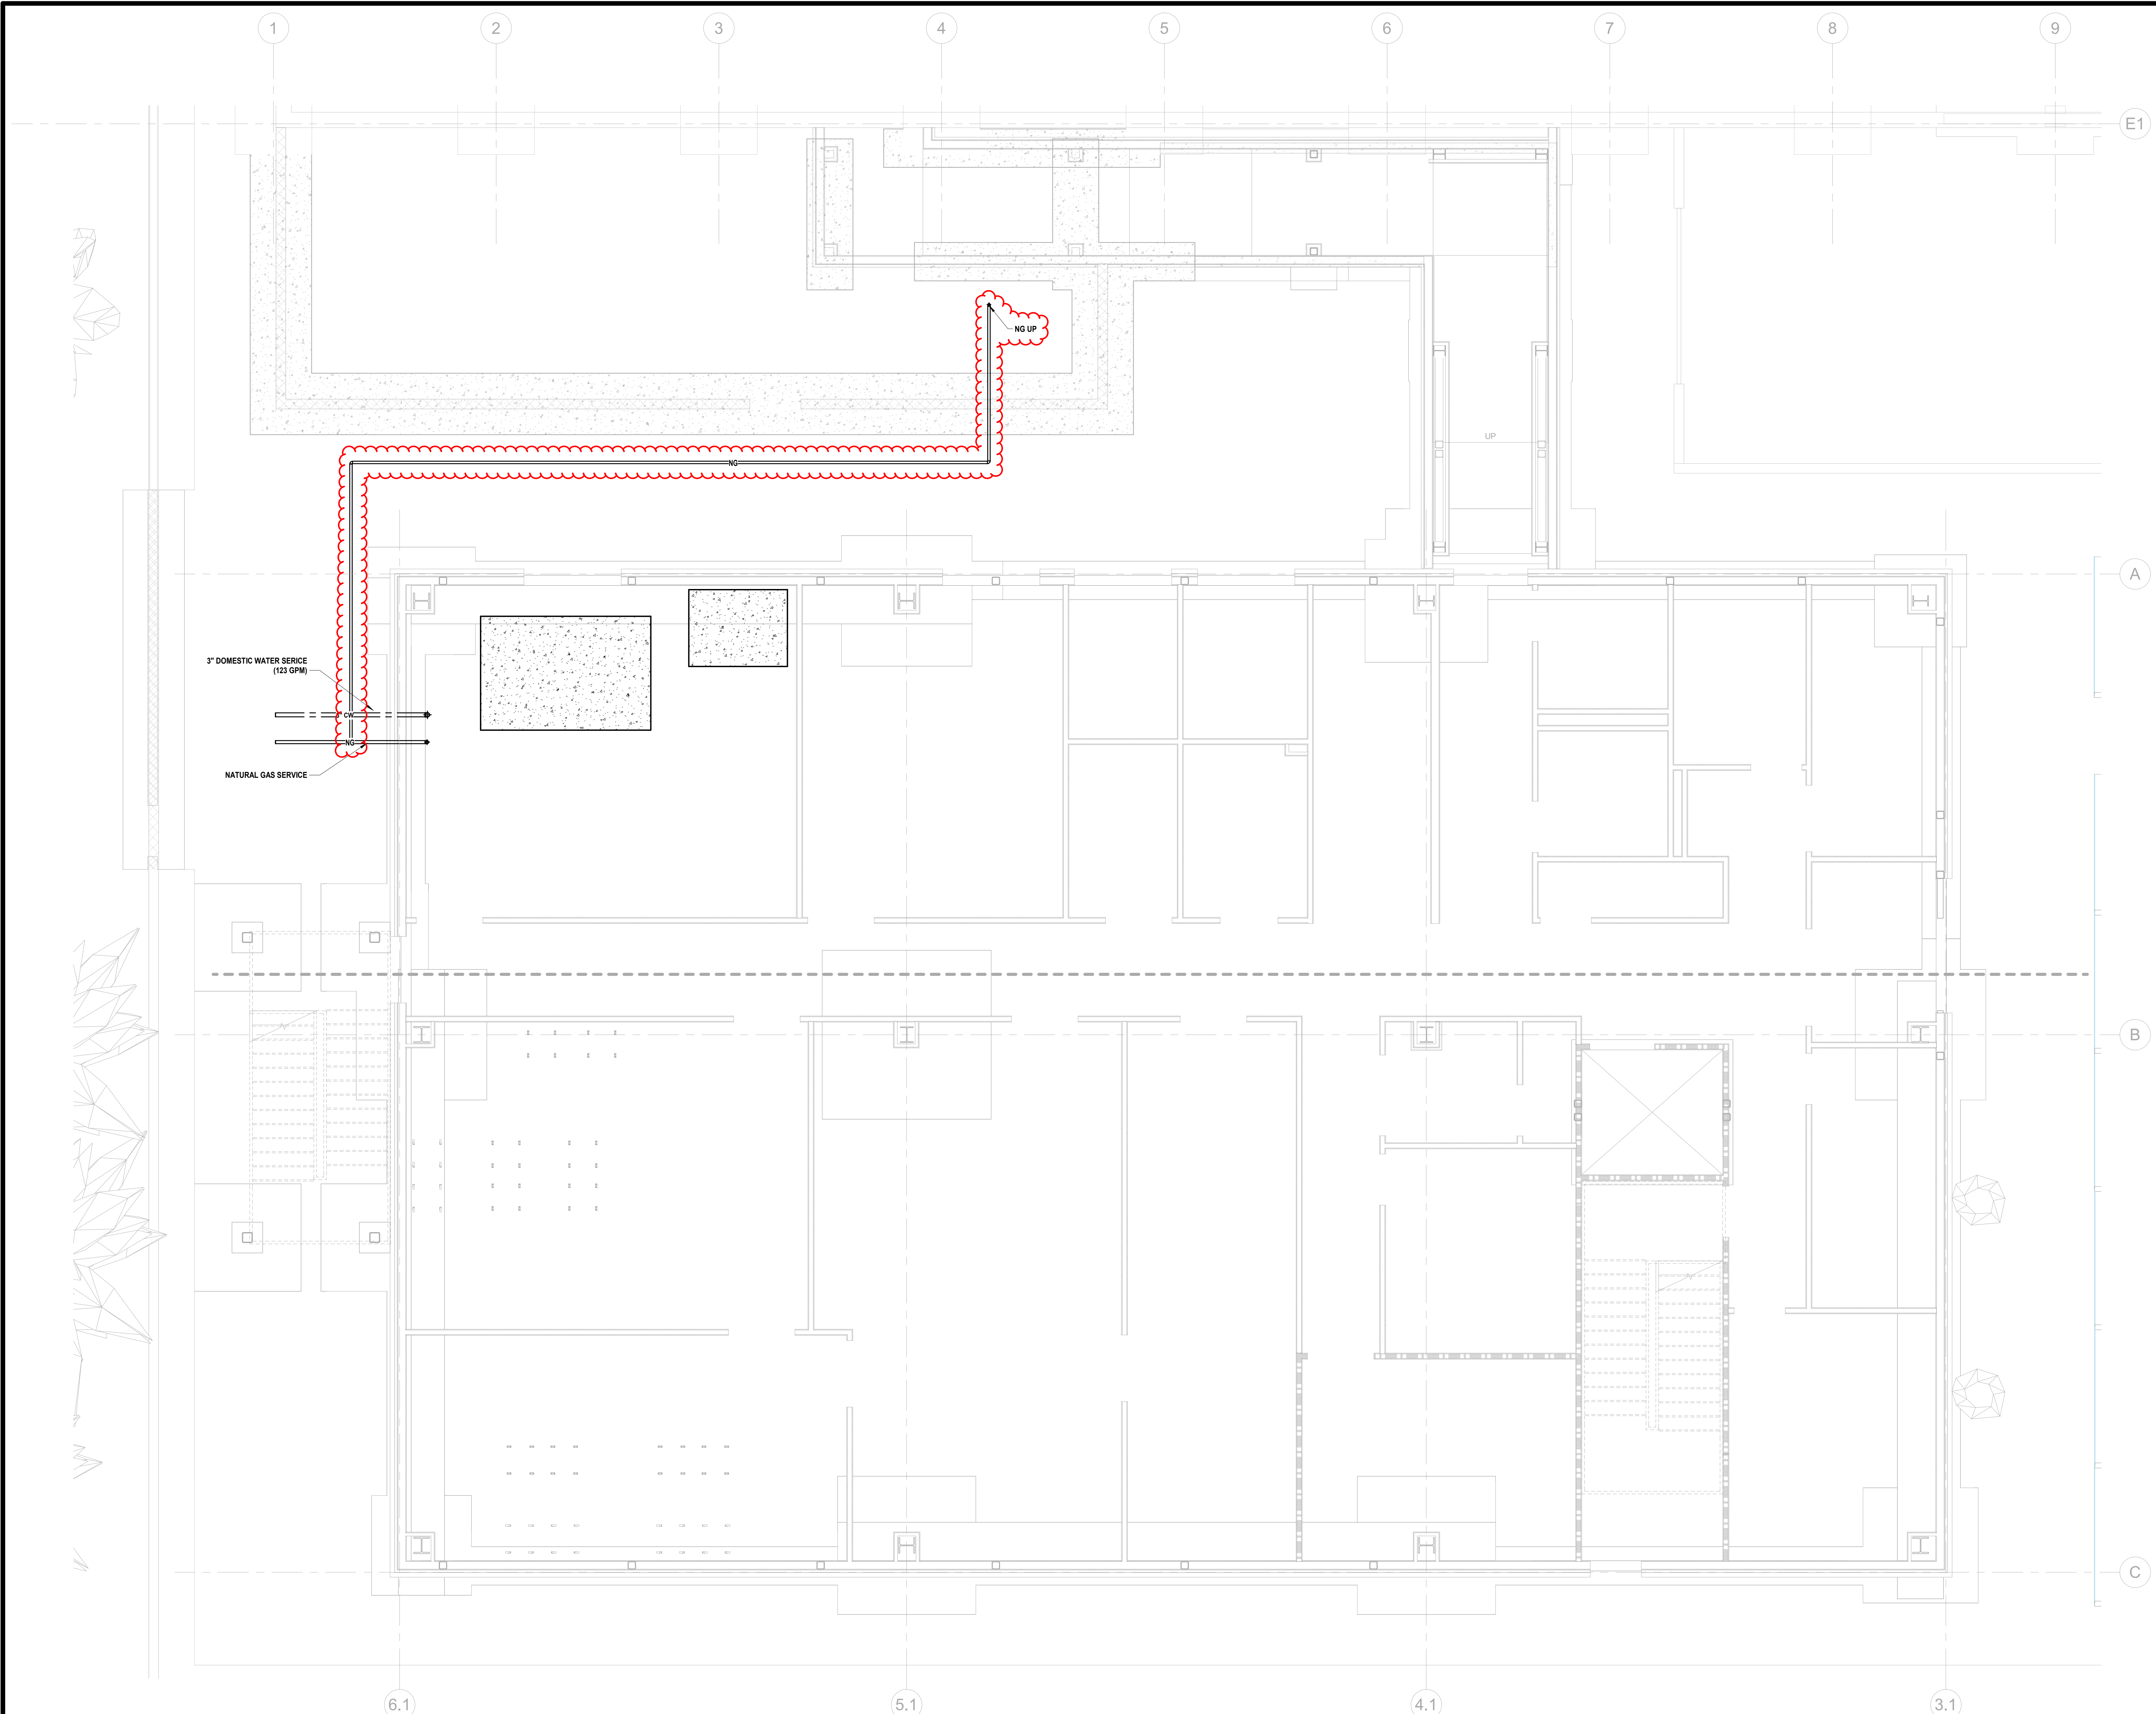 1
2
3
4
5
6
7
8
9
E1
NG UP
UP
NG
A
3" DOMESTIC WATER SERICE
(123 GPM)
CW
NG
NATURAL GAS SERVICE
B
C
6.1
5.1
4.1
3.1